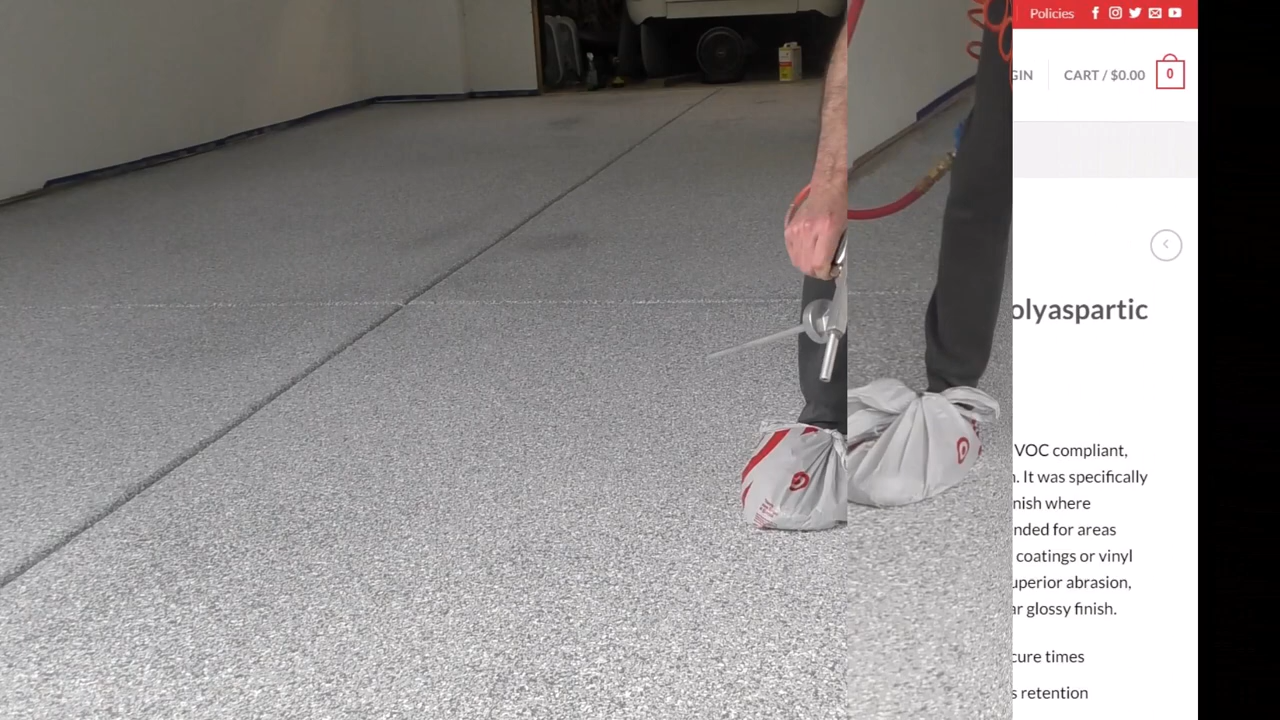 Policies
GIN
CART / $0.00
0
olyaspartic
VOC compliant,
n. It was specifically
nish where
nded for areas
coatings or vinyl
uperior abrasion,
ar glossy finish.
cure times
s retention